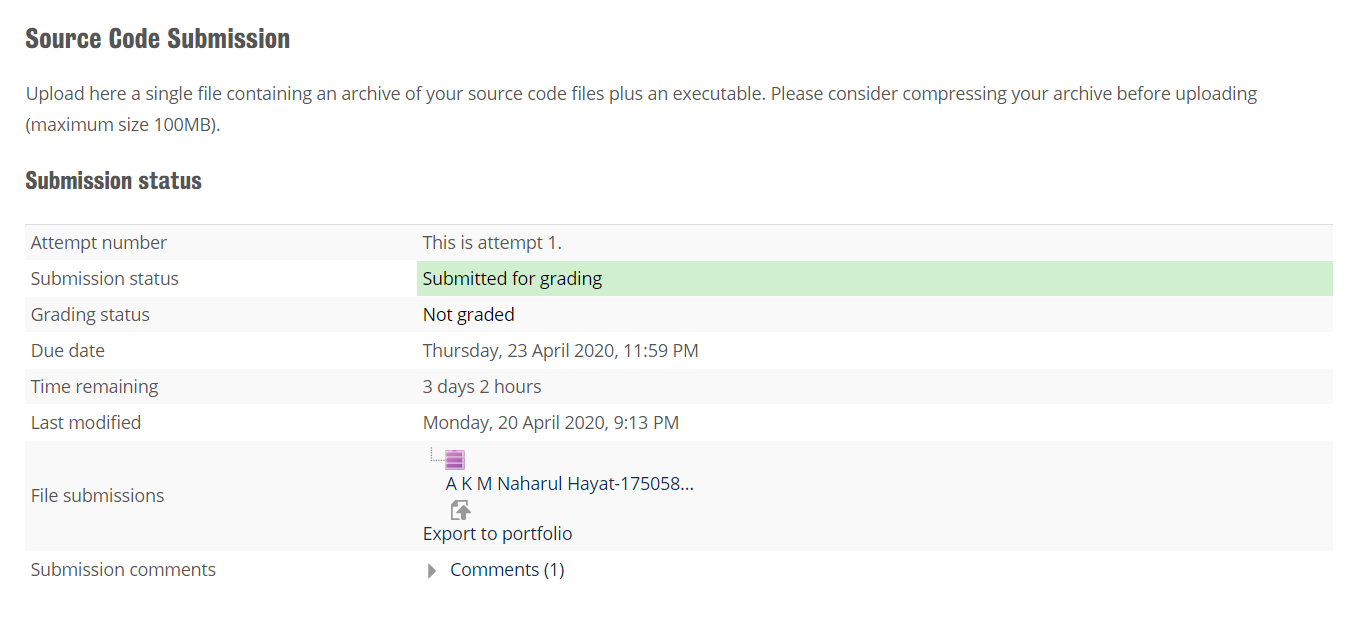 Source Code Submission
Upload here a single file containing an archive of your source code files plus an executable. Please consider compressing your archive before uploading
(maximum size 100MB).
Submission status
Attempt number This is attempt 1.
Submission status Submitted for grading
Grading status Not graded
Due date Thursday, 23 April 2020, 11:59 PM
Time remaining 3 days 2 hours
Last modified Monday, 20 April 2020, 9:13 PM
File submissions
A K M Naharul Hayat-175058...
Export to portfolio
Submission comments Comments (1)